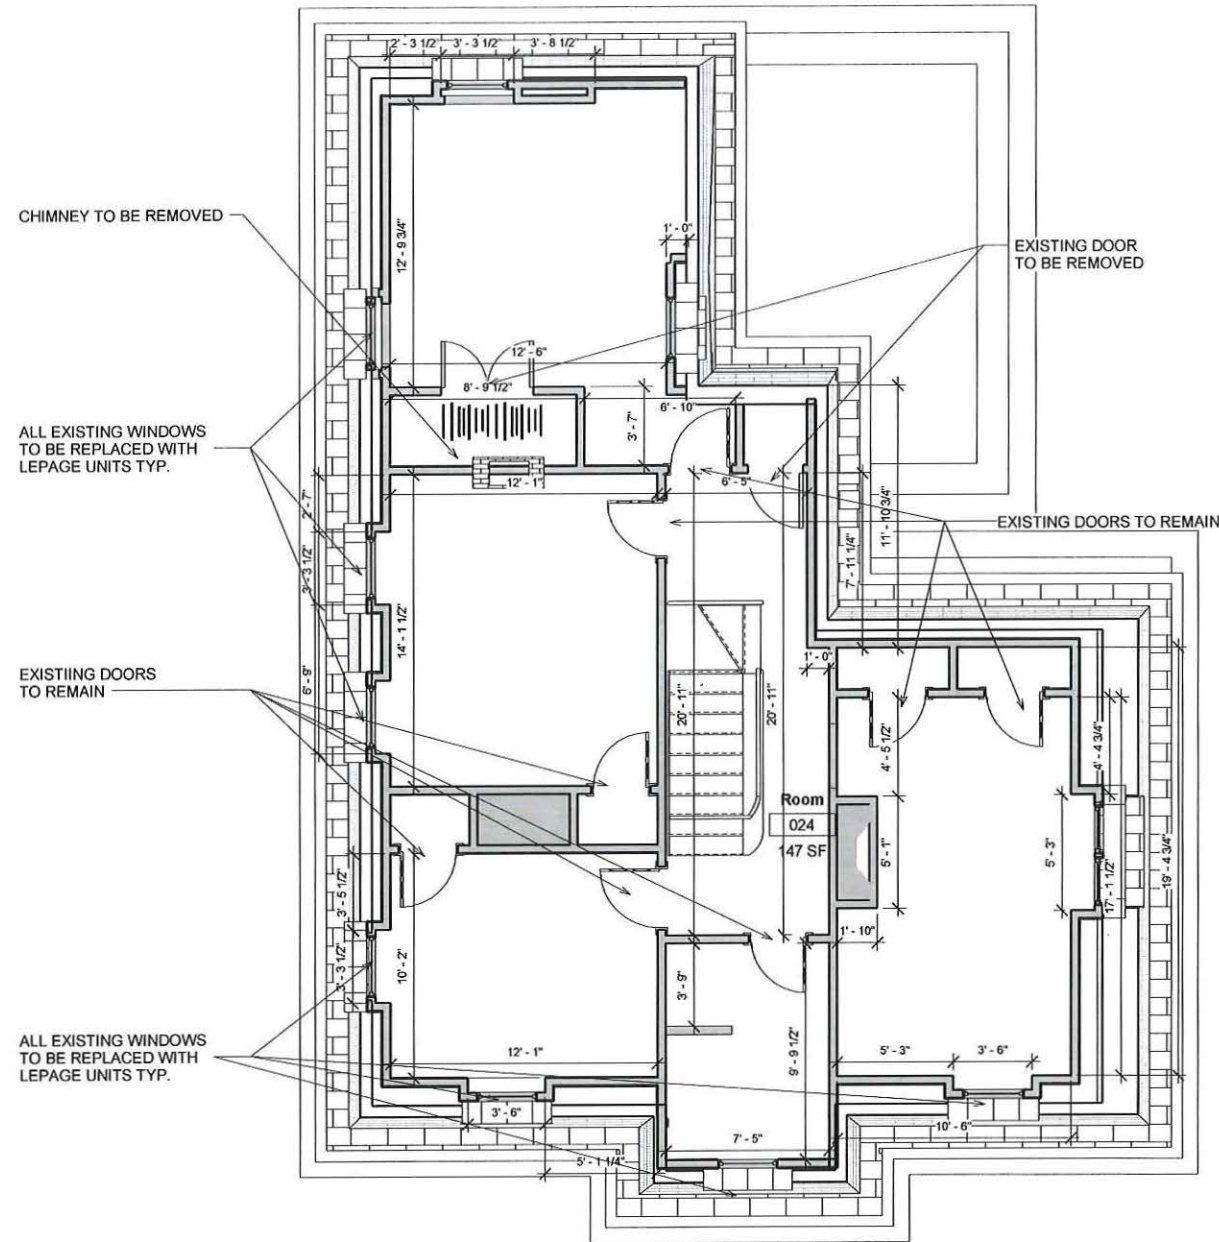 2' - 3 1/2"
3' - 3 1/2"
3' - 8 1/2"
CHIMNEY TO BE REMOVED
12' - 9 3/4"
1' - 0"
EXISTING DOOR
TO BE REMOVED
12' - 6"
8' - 9 1/2"
6' - 10"
3' - 7"
ALL EXISTING WINDOWS
TO BE REPLACED WITH
LEPAGE UNITS TYP.
12' - 1"
6' - 5"
2' - 7"
3' - 3 1/2"
6' - 9"
14' - 1 1/2"
7' - 11 1/4"
11' - 10 3/4"
EXISTING DOORS TO REMAIN
EXISTIING DOORS
TO REMAIN
1' - 0"
20' - 11"
20' - 11"
4' - 5 1/2"
4' - 4 3/4"
Room
024
147 SF
5' - 1"
5' - 3"
17' - 1 1/2"
19' - 4 3/4"
3' - 5 1/2"
3' - 3 1/2"
10' - 2"
1' - 10"
3' - 9"
9' - 9 1/2"
ALL EXISTING WINDOWS
TO BE REPLACED WITH
LEPAGE UNITS TYP.
12' - 1"
5' - 3"
3' - 6"
3' - 6"
10' - 6"
7' - 5"
5' - 1 1/4"